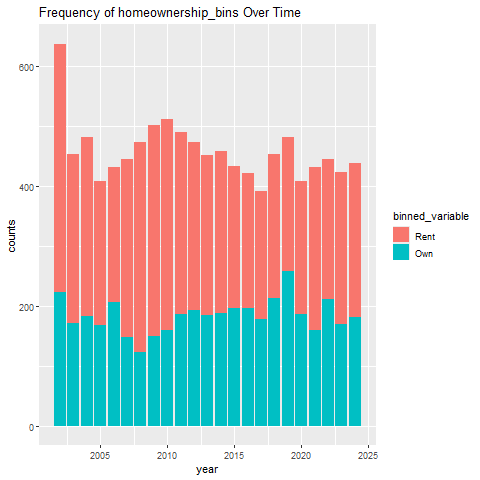 Frequency of homeownership_bins Over Time
counts
600
400
200
0
2005
2010
2015
2020
2025
year
binned_variable
Rent
Own